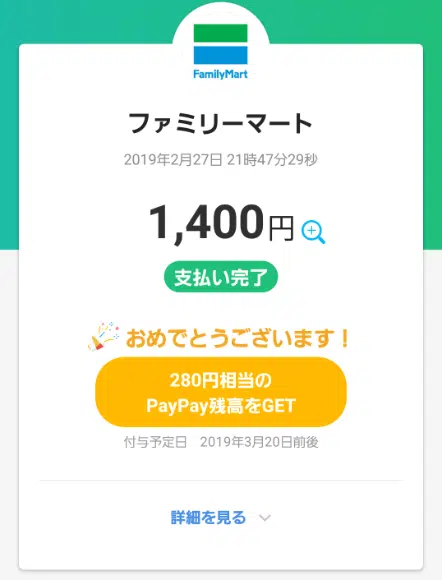 FamilyMart
ファミリーマート
2019年2月27日 21時47分29秒
1,400円
支払い完了
おめでとうございます！
280円相当の
PayPay残高をGET
付与予定日　2019年3月20日前後
詳細を見る